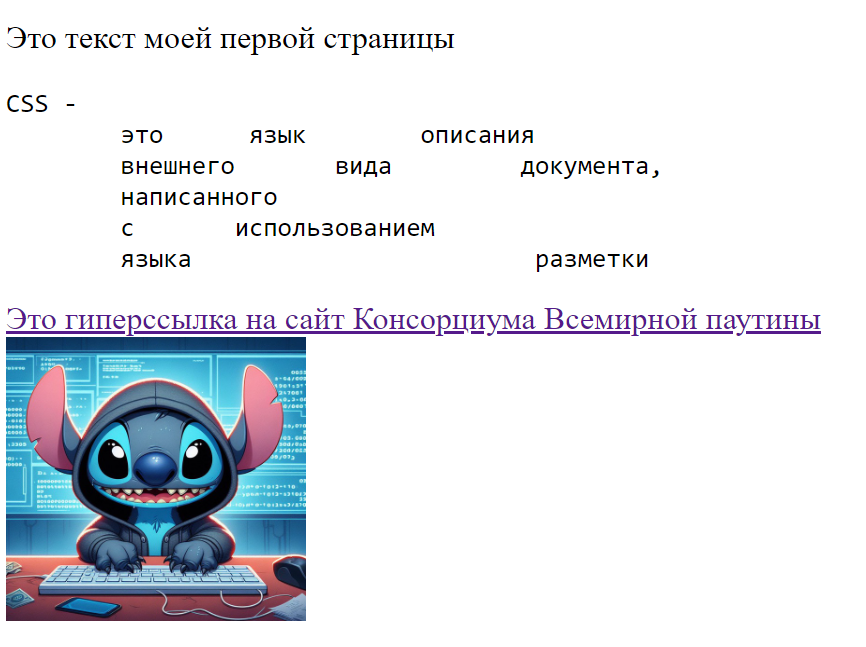 Это текст моей первой страницы
CSS -
это язык описания
внешнего вида документа,
написанного
с использованием
языка разметки
Это гиперссылка на сайт Консорциума Всемирной паутины